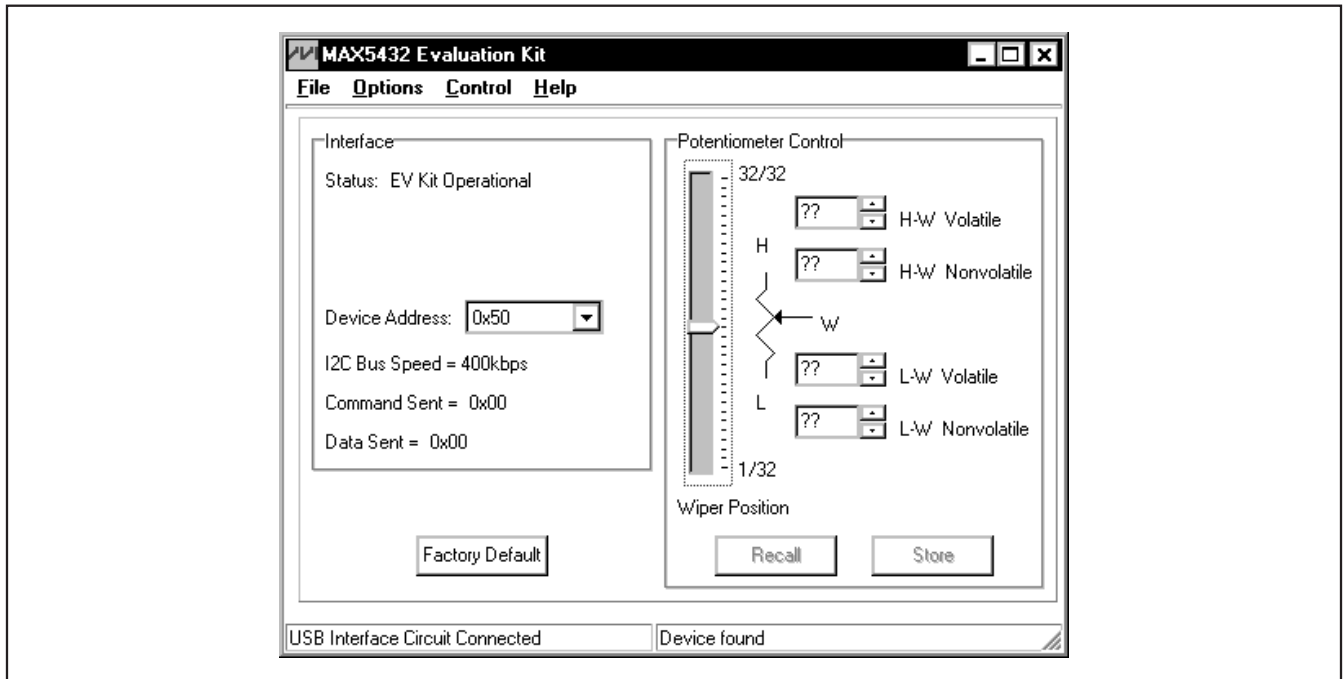 MAX5432 Evaluation Kit
File Options Control Help
Interface
Status: EV Kit Operational
Device Address: 0x50
I2C Bus Speed = 400kbps
Command Sent = 0x00
Data Sent = 0x00
Factory Default
Potentiometer Control
32/32
?? H-W Volatile
H
?? H-W Nonvolatile
W
?? L-W Volatile
L
?? L-W Nonvolatile
1/32
Wiper Position
Recall Store
USB Interface Circuit Connected Device found